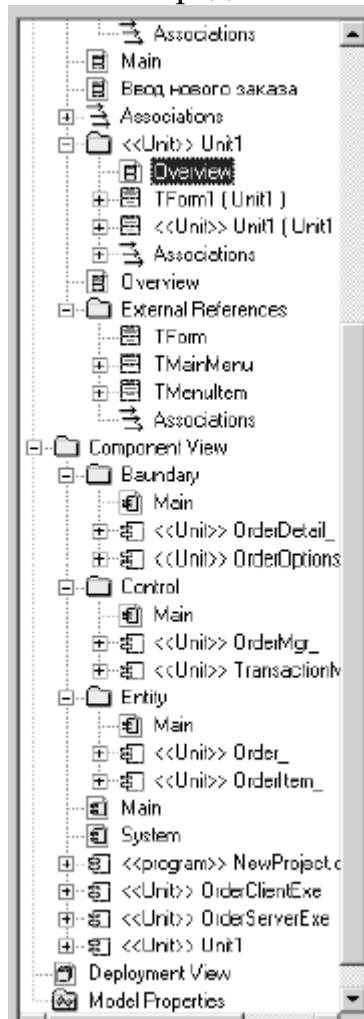 Associations
Main
Ввод нового заказа
Associations
<<Unit>> Unit1
Overview
TForm1 ( Unit1 )
<<Unit>> Unit1 ( Unit1
Associations
Overview
External References
TForm
TMainMenu
TMenuItem
Associations
Component View
Baundary
Main
<<Unit>> OrderDetail_
<<Unit>> OrderOptions
Control
Main
<<Unit>> OrderMgr_
<<Unit>> TransactionM
Entity
Main
<<Unit>> Order_
<<Unit>> OrderItem_
Main
System
<<program>> NewProject.c
<<Unit>> OrderClientExe
<<Unit>> OrderServerExe
<<Unit>> Unit1
Deployment View
Model Properties